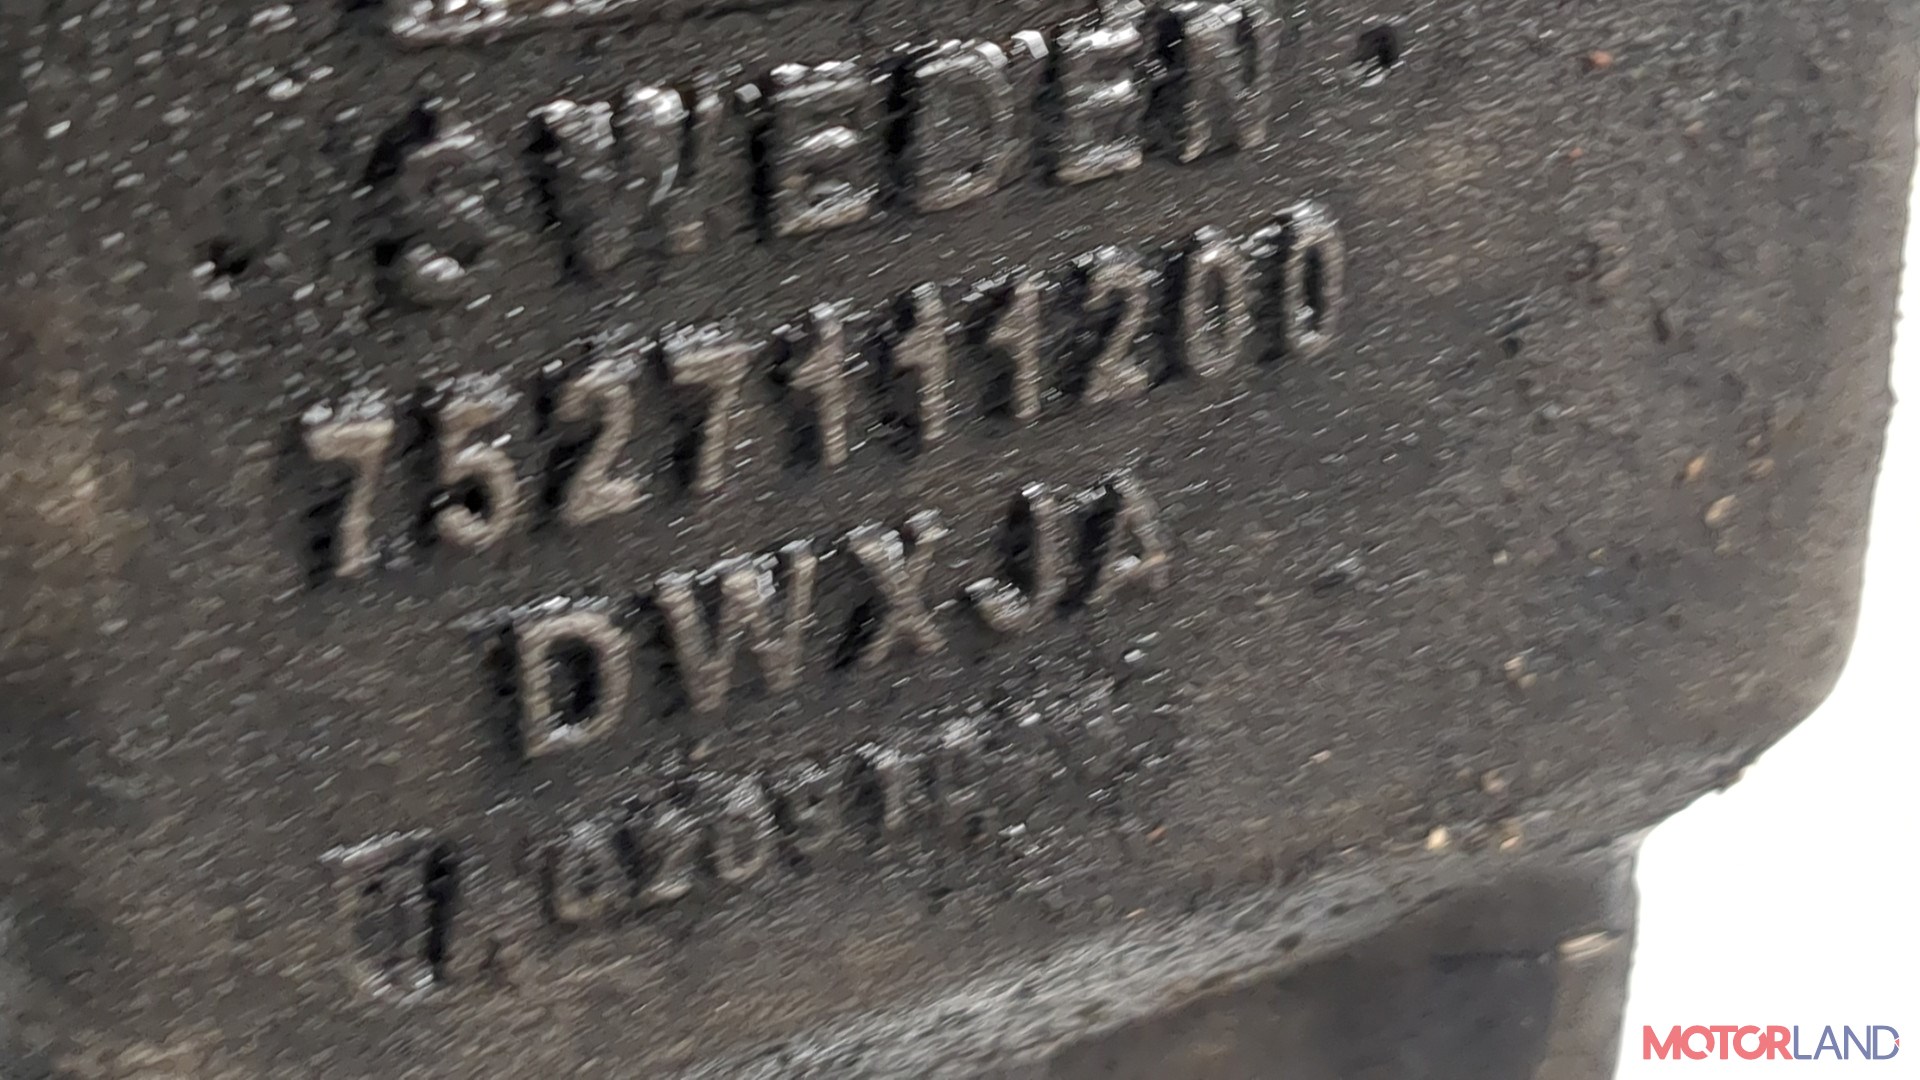 · SWEDEN ·
7527111200
DWXJA
MOTORLAND